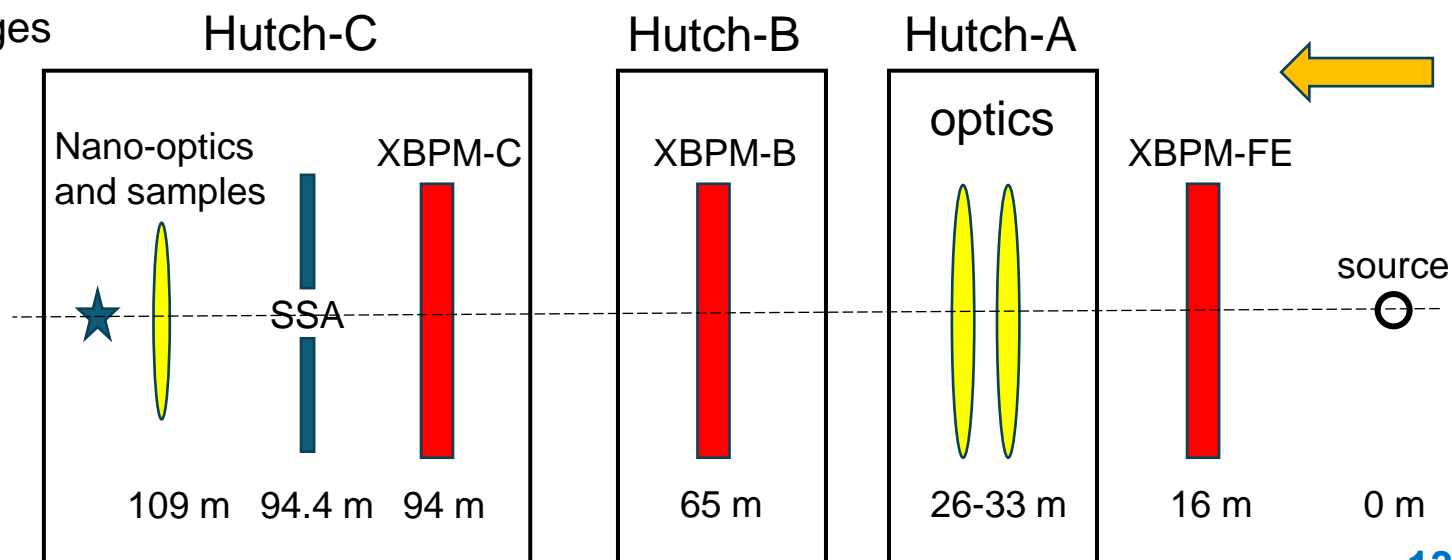 Hutch-C
Hutch-B
Hutch-A
optics
Nano-optics
and samples
XBPM-C
XBPM-B
XBPM-FE
source
SSA
109 m
94.4 m
94 m
65 m
26-33 m
16 m
0 m